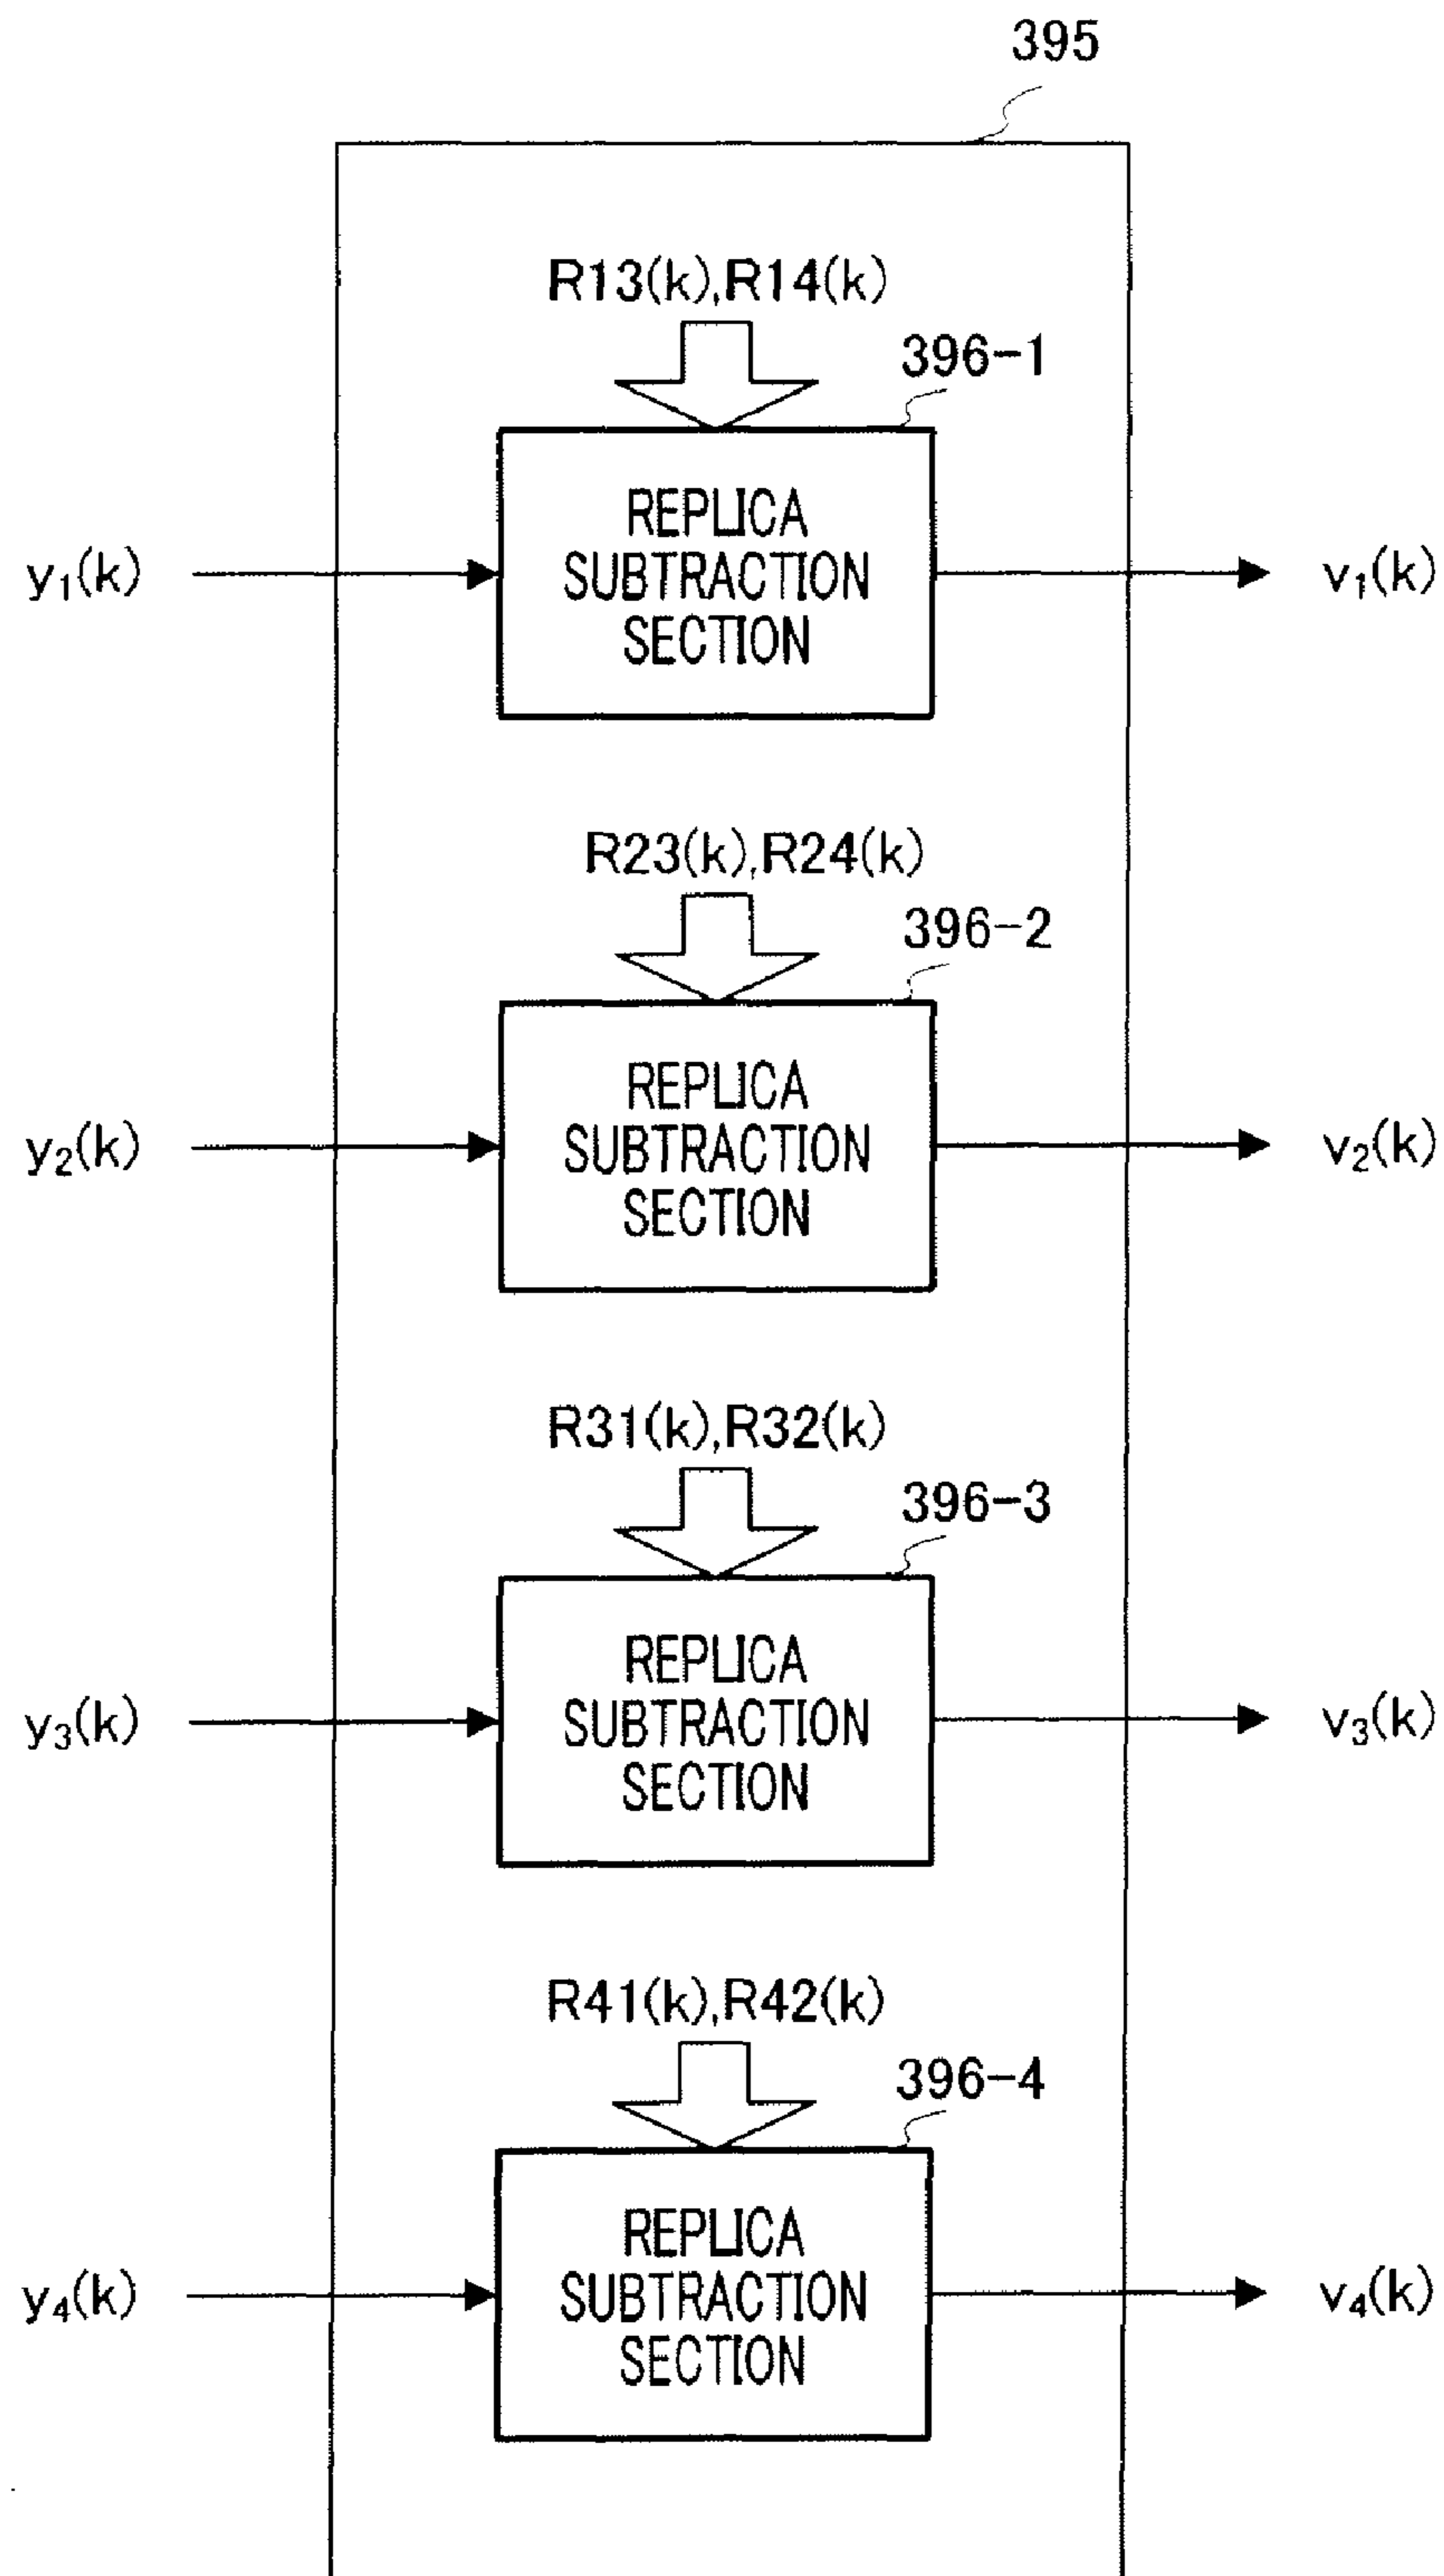 395
R13(k),R14(k)
396-1
REPLICA
SUBTRACTION
SECTION
y₁(k)
v₁(k)
R23(k),R24(k)
396-2
REPLICA
SUBTRACTION
SECTION
y₂(k)
v₂(k)
R31(k),R32(k)
396-3
REPLICA
SUBTRACTION
SECTION
y₃(k)
v₃(k)
R41(k),R42(k)
396-4
REPLICA
SUBTRACTION
SECTION
y₄(k)
v₄(k)